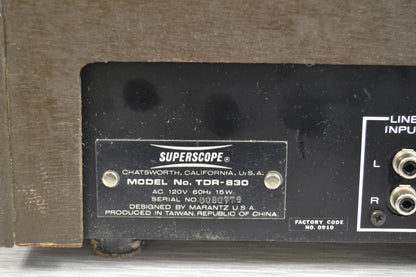 SUPERSCOPE®
CHATSWORTH, CALIFORNIA, U.S.A.
MODEL No. TDR-830
AC 120V 60Hz 15W
SERIAL NO.
DESIGNED BY MARANTZ U.S.A.
PRODUCED IN TAIWAN, REPUBLIC OF CHINA.
FACTORY CODE
NO. 0910
LINE
INPU
L
R